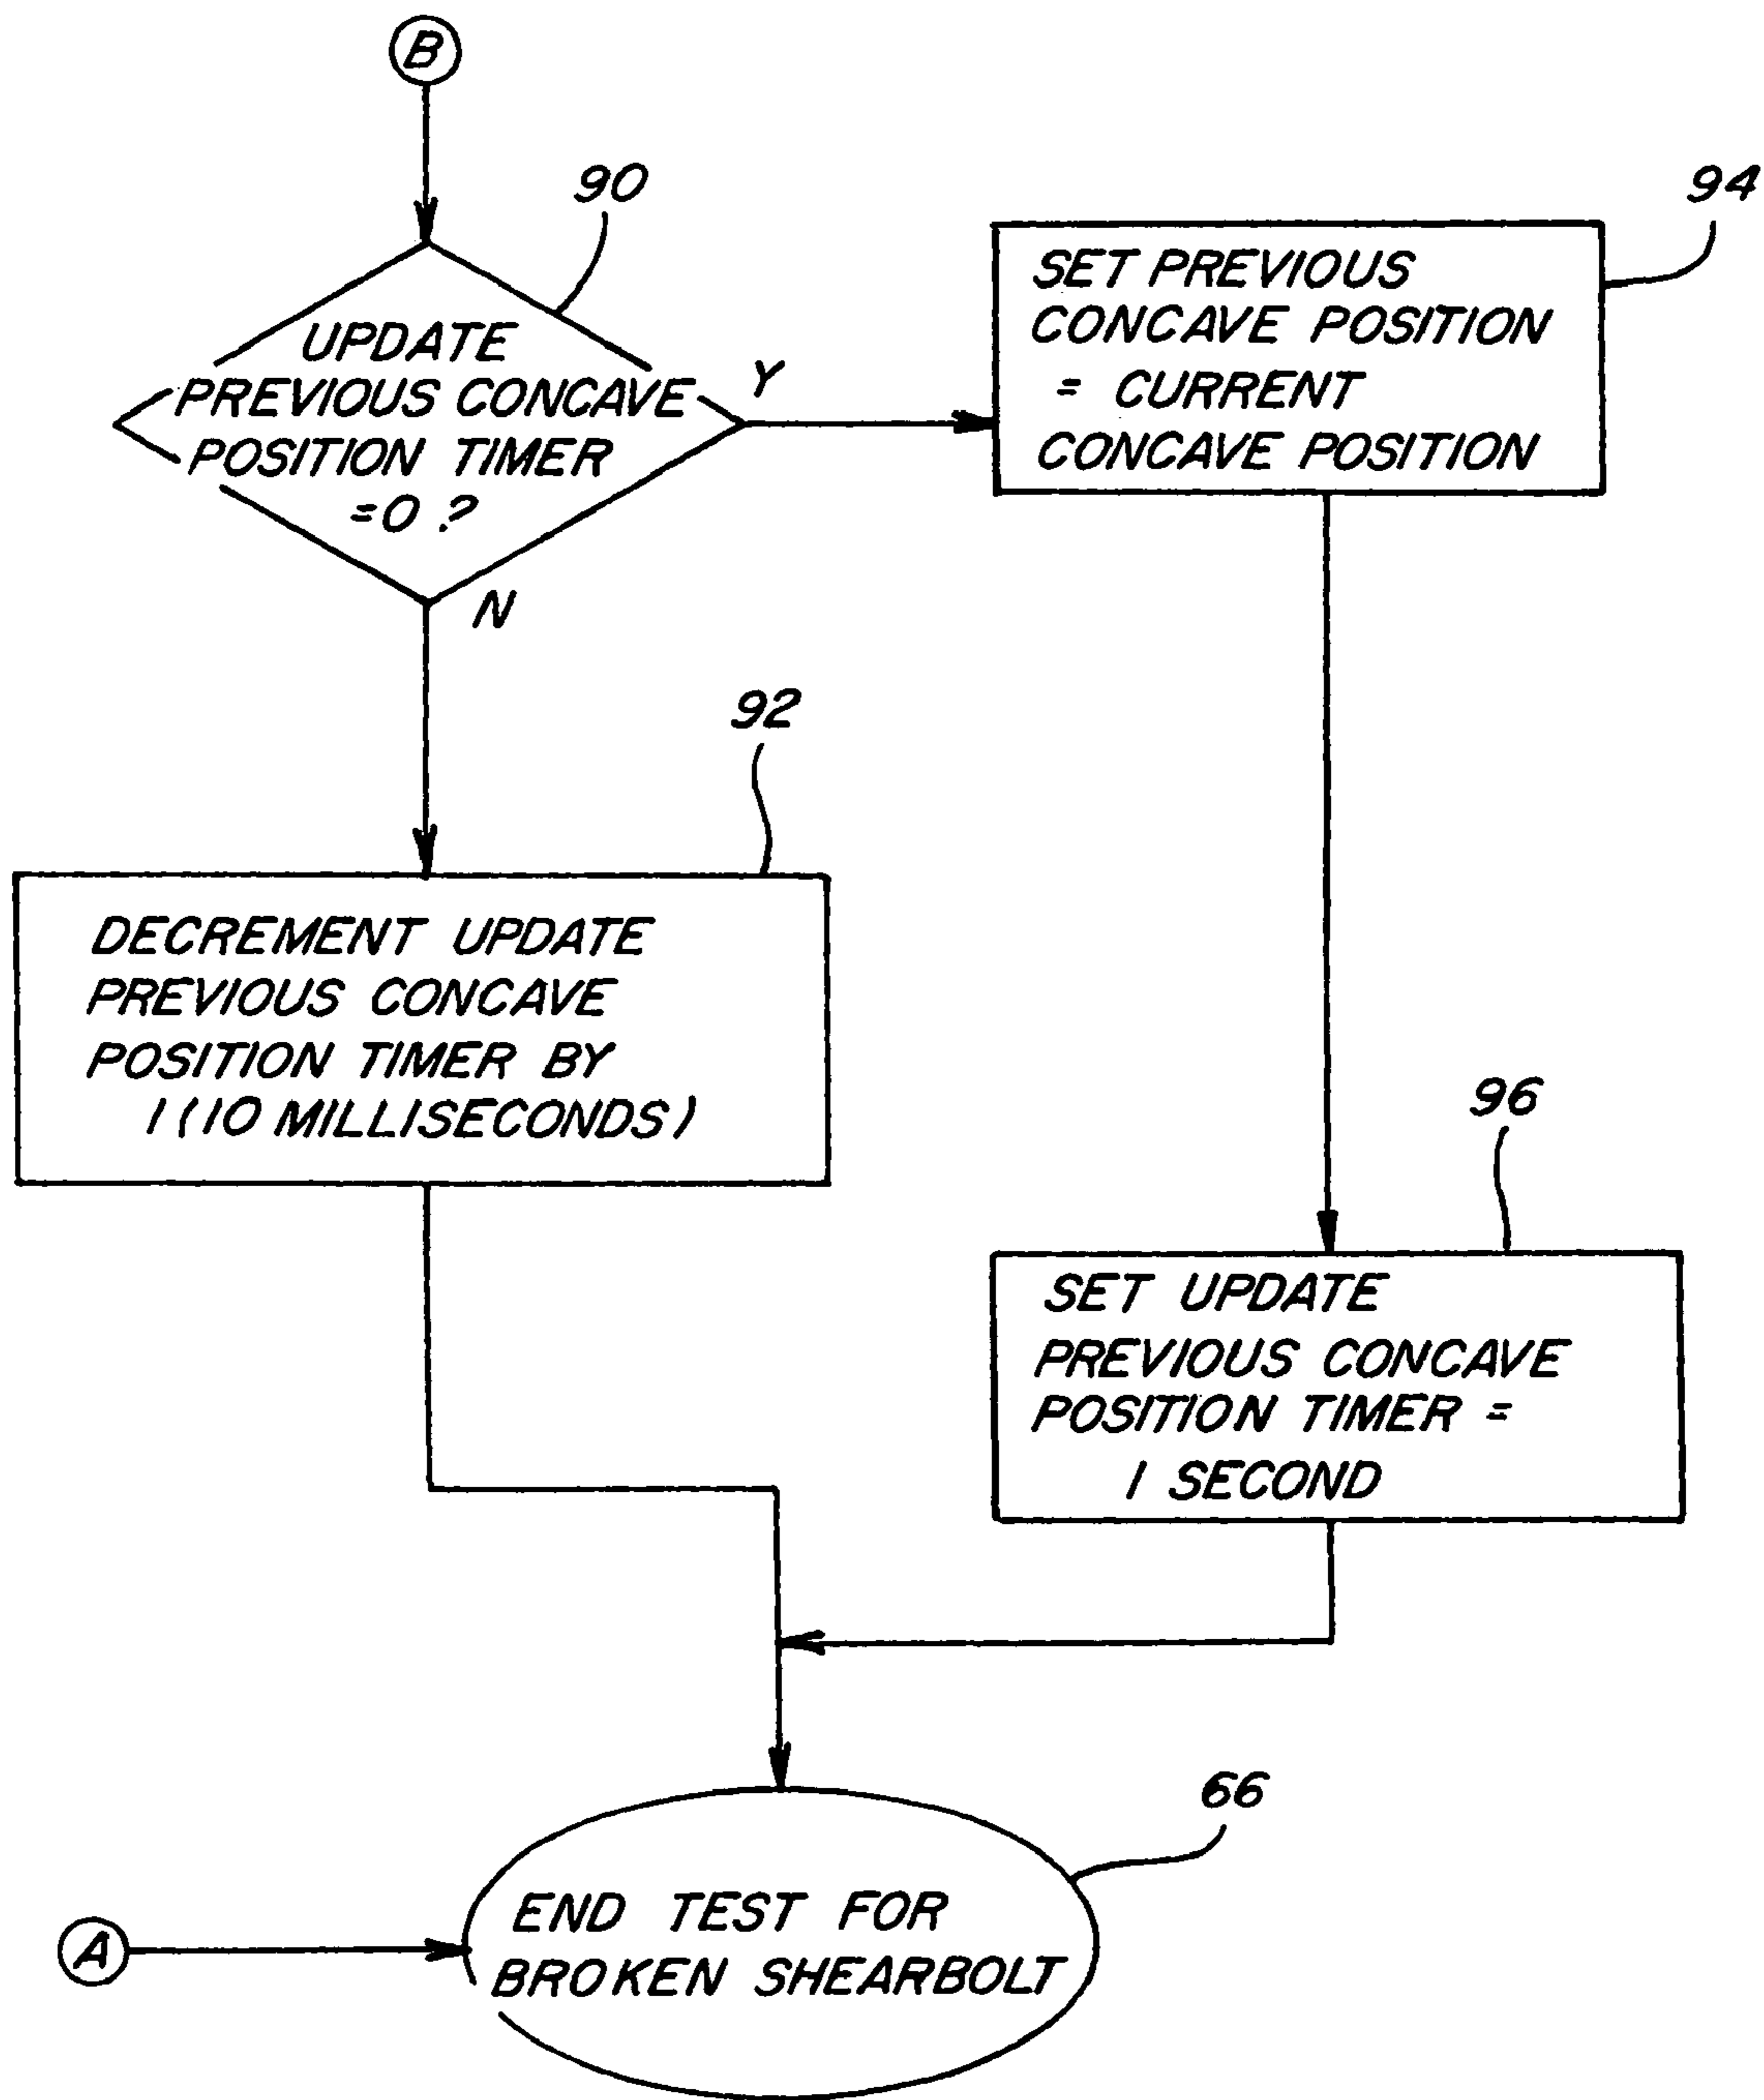 B
90
UPDATE
PREVIOUS CONCAVE
POSITION TIMER
=0 ?
Y
N
94
SET PREVIOUS
CONCAVE POSITION
= CURRENT
CONCAVE POSITION
92
DECREMENT UPDATE
PREVIOUS CONCAVE
POSITION TIMER BY
1 (10 MILLISECONDS)
96
SET UPDATE
PREVIOUS CONCAVE
POSITION TIMER =
1 SECOND
66
END TEST FOR
BROKEN SHEARBOLT
A